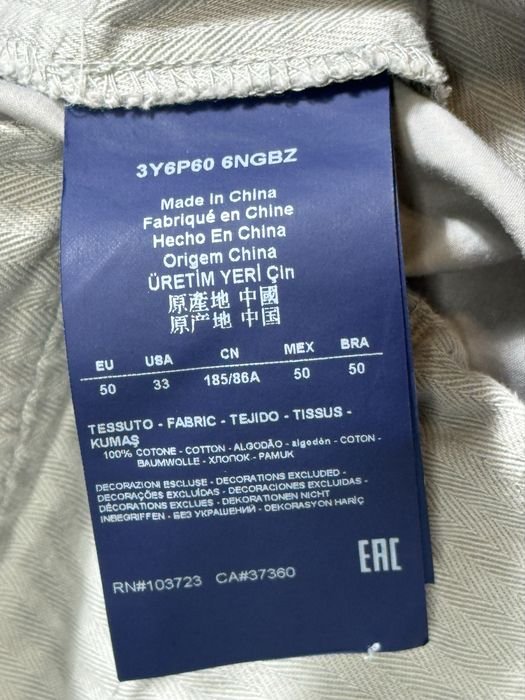 3Y6P60 6NGBZ
Made in China
Fabriqué en Chine
Hecho En China
Origem China
ÜRETİM YERİ Çin
原產地 中國
原产地 中国
EU USA CN MEX BRA
50 33 185/86A 50 50
TESSUTO - FABRIC - TEJIDO - TISSUS -
KUMAŞ
100% COTONE - COTTON - ALGODÃO - algodòn - COTON -
BAUMWOLLE - ХЛОПОК - PAMUK
DECORAZIONI ESCLUSE - DECORATIONS EXCLUDED -
DECORAÇÕES EXCLUÍDAS - DECORACIONES EXCLUIDAS -
DÉCORATIONS EXCLUES - DEKORATIONEN NICHT
INBEGRIFFEN - БЕЗ УКРАШЕНИЙ - DEKORASYON HARİÇ
EAC
RN#103723 CA#37360